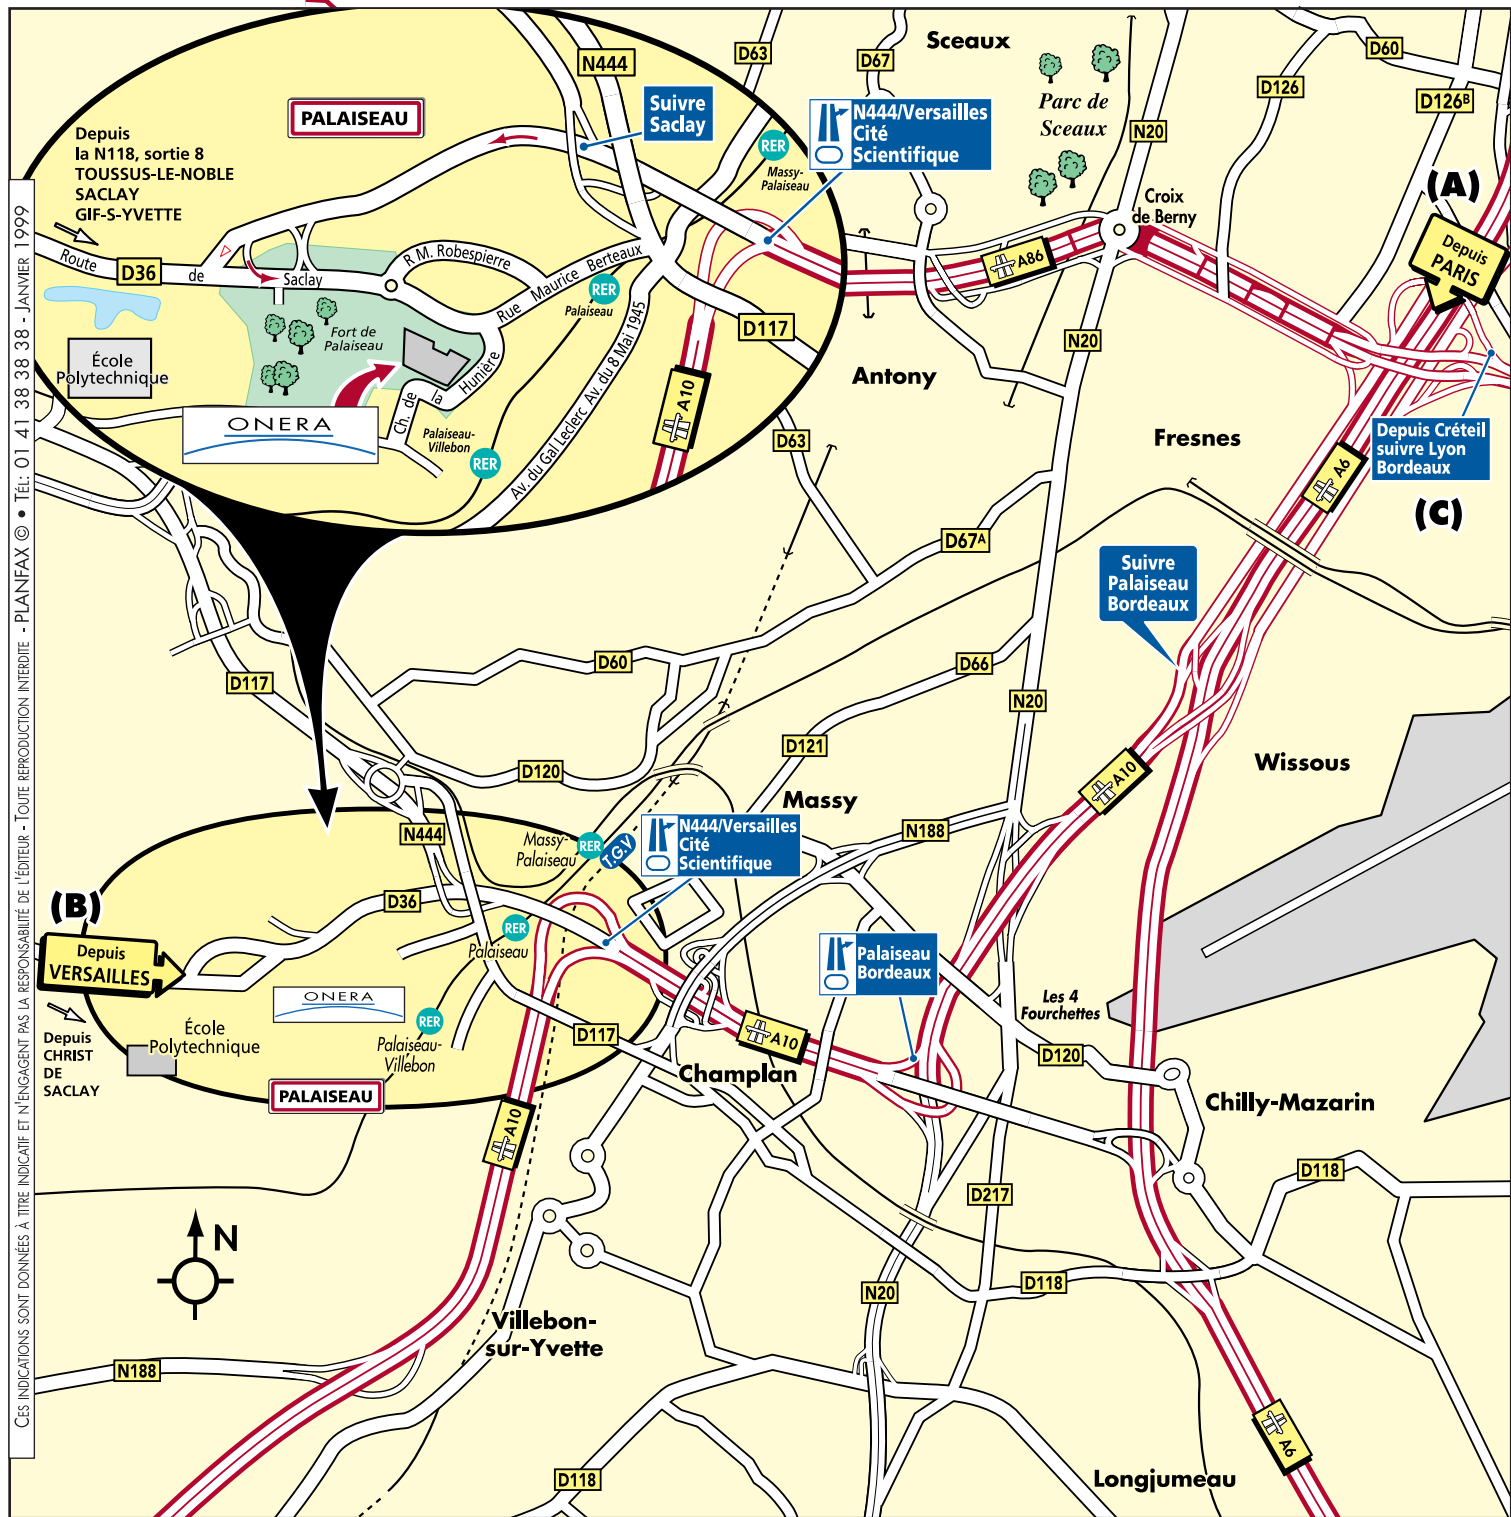 CES INDICATIONS SONT DONNÉES À TITRE INDICATIF ET N'ENGAGENT PAS LA RESPONSABILITÉ DE L'ÉDITEUR - TOUTE REPRODUCTION INTERDITE - PLANFAX © • TÉL: 01 41 38 38 38 - JANVIER 1999
PALAISEAU
Depuis
la N118, sortie 8
TOUSSUS-LE-NOBLE
SACLAY
GIF-S-YVETTE
N444
Suivre
Saclay
D63
RER
Massy-
Palaiseau
N444/Versailles
Cité
Scientifique
Route
D36
de
Saclay
R M. Robespierre
Rue Maurice Berteaux
RER
Palaiseau
Fort de
Palaiseau
École
Polytechnique
ONERA
Ch. de
la
Hunière
Palaiseau-
Villebon
RER
Av. du Gal Leclerc
Av. du 8 Mai 1945
D117
A10
D67
Sceaux
Parc de
Sceaux
N20
D126
D60
D126B
(A)
Depuis
PARIS
Croix
de Berny
A86
N20
Antony
D63
Fresnes
A6
Depuis Créteil
suivre Lyon
Bordeaux
(C)
D67A
Suivre
Palaiseau
Bordeaux
D60
D66
D117
N20
D121
D120
Wissous
A10
Massy
N188
N444
Massy-
Palaiseau
RER
T.G.V
N444/Versailles
Cité
Scientifique
D36
(B)
Depuis
VERSAILLES
RER
Palaiseau
Palaiseau
Bordeaux
ONERA
RER
Palaiseau-
Villebon
École
Polytechnique
Depuis
CHRIST
DE
SACLAY
PALAISEAU
D117
A10
Champlan
Les 4
Fourchettes
D120
Chilly-Mazarin
A10
D118
D217
N
D118
N20
Villebon-
sur-Yvette
N188
A6
D118
Longjumeau